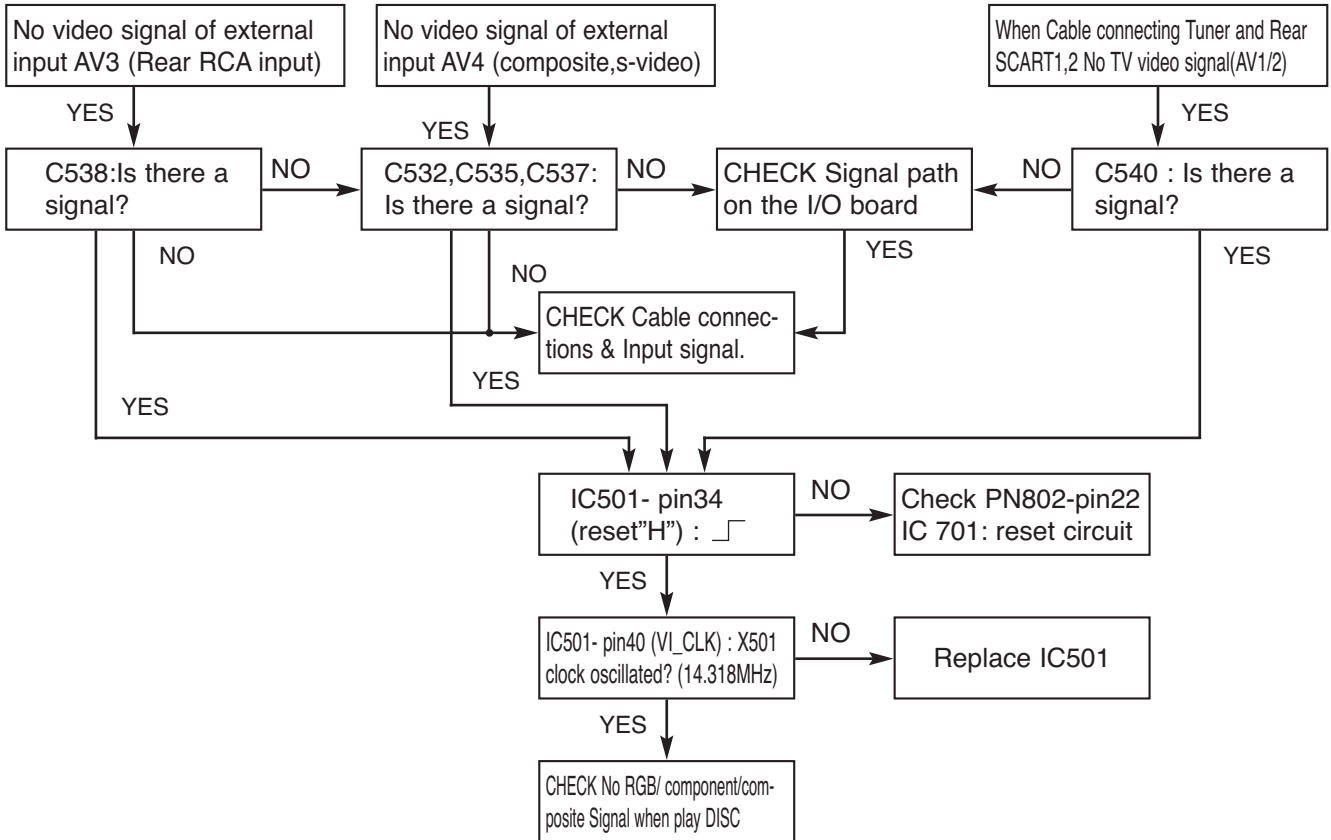 No video signal of external
input AV3 (Rear RCA input)
No video signal of external
input AV4 (composite,s-video)
When Cable connecting Tuner and Rear
SCART1,2 No TV video signal(AV1/2)
YES
YES
YES
C538:Is there a
signal?
NO
C532,C535,C537:
Is there a signal?
NO
CHECK Signal path
on the I/O board
NO
C540 : Is there a
signal?
NO
NO
YES
YES
CHECK Cable connec-
tions & Input signal.
YES
YES
IC501- pin34
(reset"H") :
NO
Check PN802-pin22
IC 701: reset circuit
YES
IC501- pin40 (VI_CLK) : X501
clock oscillated? (14.318MHz)
NO
Replace IC501
YES
CHECK No RGB/ component/com-
posite Signal when play DISC